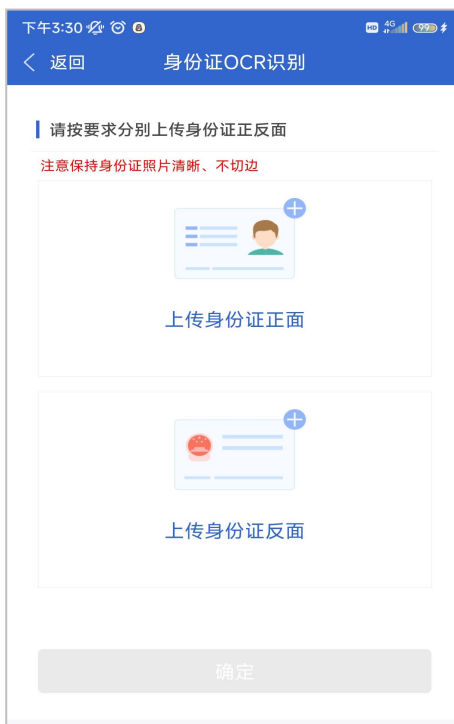 下午3:30
HD 4G 99
返回 身份证OCR识别
请按要求分别上传身份证正反面
注意保持身份证照片清晰、不切边
上传身份证正面
上传身份证反面
确定